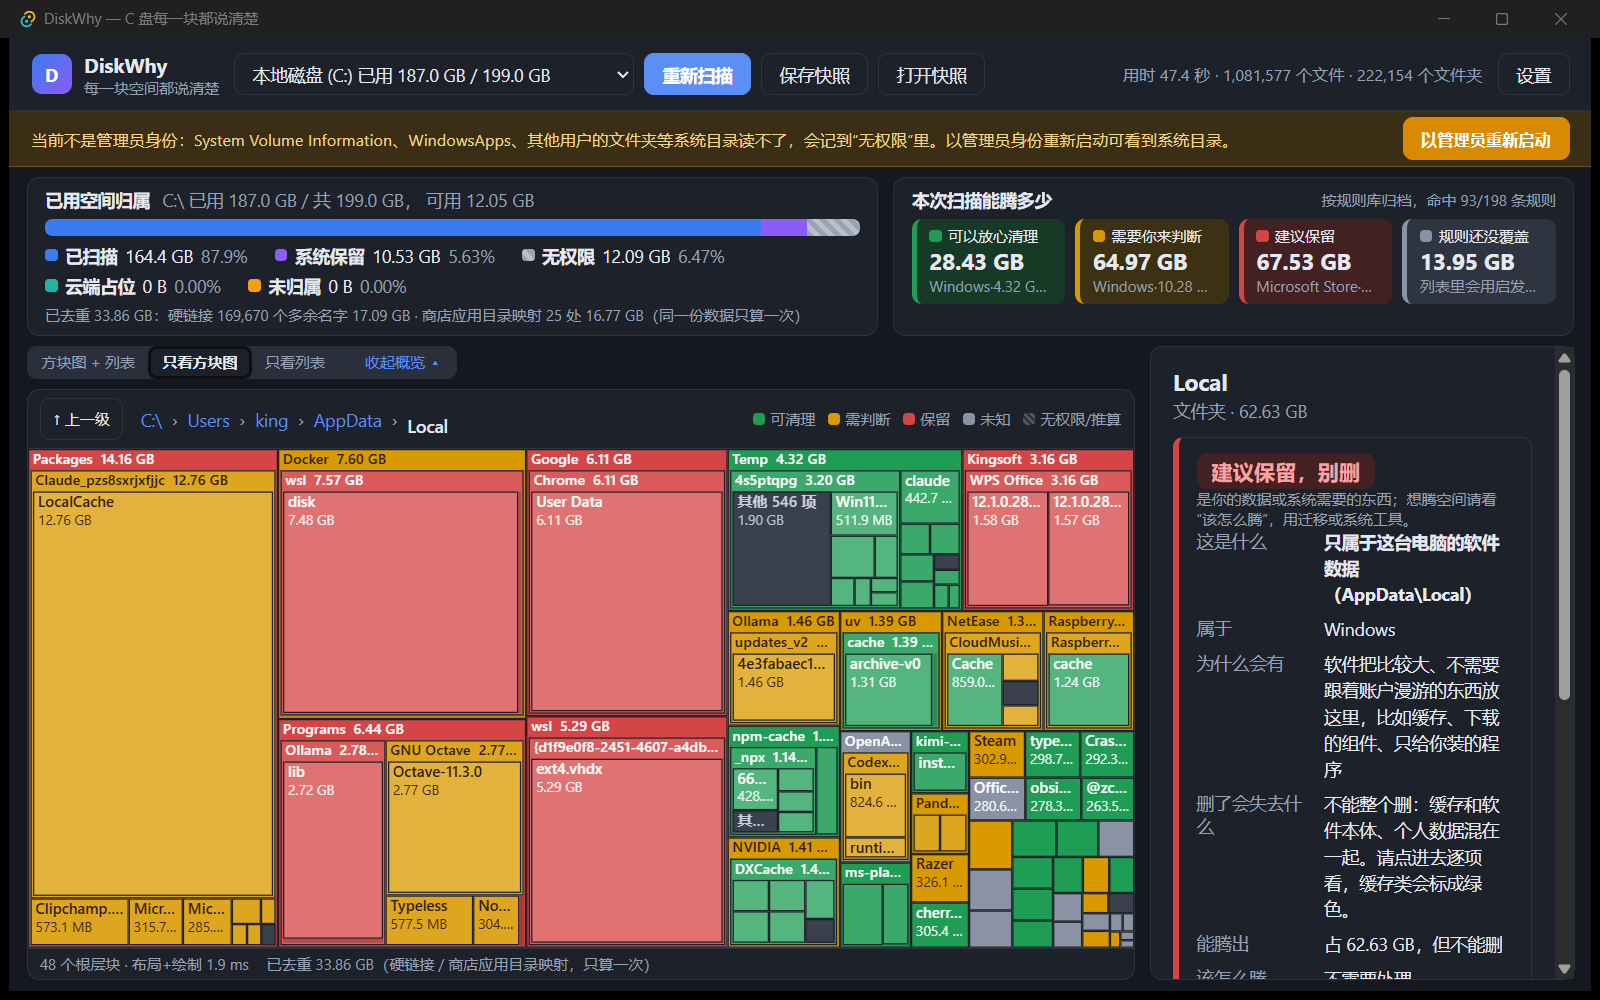 DiskWhy — C 盘每一块都说清楚
D
DiskWhy
每一块空间都说清楚
本地磁盘 (C:) 已用 187.0 GB / 199.0 GB
重新扫描
保存快照
打开快照
用时 47.4 秒 · 1,081,577 个文件 · 222,154 个文件夹
设置
当前不是管理员身份：System Volume Information、WindowsApps、其他用户的文件夹等系统目录读不了，会记到“无权限”里。以管理员身份重新启动可看到系统目录。
以管理员重新启动
已用空间归属 C:\ 已用 187.0 GB / 共 199.0 GB， 可用 12.05 GB
已扫描 164.4 GB 87.9%
系统保留 10.53 GB 5.63%
无权限 12.09 GB 6.47%
云端占位 0 B 0.00%
未归属 0 B 0.00%
已去重 33.86 GB：硬链接 169,670 个多余名字 17.09 GB · 商店应用目录映射 25 处 16.77 GB（同一份数据只算一次）
本次扫描能腾多少
按规则库归档，命中 93/198 条规则
可以放心清理
28.43 GB
Windows·4.32 G...
需要你来判断
64.97 GB
Windows·10.28 ...
建议保留
67.53 GB
Microsoft Store·...
规则还没覆盖
13.95 GB
列表里会用启发...
方块图 + 列表
只看方块图
只看列表
收起概览 ▴
↑ 上一级
C:\ › Users › king › AppData › Local
可清理
需判断
保留
未知
无权限/推算
Packages 14.16 GB
Claude_pzs8sxrjxfjjc 12.76 GB
LocalCache
12.76 GB
Clipchamp....
573.1 MB
Micr...
315.7...
Mic...
285....
Docker 7.60 GB
wsl 7.57 GB
disk
7.48 GB
Programs 6.44 GB
Ollama 2.78...
lib
2.72 GB
GNU Octave 2.77...
Octave-11.3.0
2.77 GB
Typeless
577.5 MB
No...
304....
Google 6.11 GB
Chrome 6.11 GB
User Data
6.11 GB
wsl 5.29 GB
{d1f9e0f8-2451-4607-a4db...
ext4.vhdx
5.29 GB
Temp 4.32 GB
4s5ptqpg 3.20 GB
其他 546 项
1.90 GB
Win11...
511.9 MB
claude
442.7 ...
Kingsoft 3.16 GB
WPS Office 3.16 GB
12.1.0.28...
1.58 GB
12.1.0.28...
1.57 GB
Ollama 1.46 GB
updates_v2 ...
4e3fabaec1...
1.46 GB
uv 1.39 GB
cache 1.39 ...
archive-v0
1.31 GB
NetEase 1.3...
CloudMusi...
Cache
859.0...
Raspberry...
Raspberr...
cache
1.24 GB
npm-cache 1....
_npx 1.14...
66...
428....
其...
NVIDIA 1.41 ...
DXCache 1.4...
OpenA...
Codex...
bin
824.6 ...
runti...
ms-pla...
kimi-...
inst...
Pand...
Razer
326.1 ...
cherr...
305.4 ...
Steam
302.9...
type...
298.7...
Cras...
292.3...
Offic...
280.6...
obsi...
278.3...
@zc...
263.5...
48 个根层块 · 布局+绘制 1.9 ms 已去重 33.86 GB（硬链接 / 商店应用目录映射，只算一次）
Local
文件夹 · 62.63 GB
建议保留，别删
是你的数据或系统需要的东西；想腾空间请看
“该怎么腾”，用迁移或系统工具。
这是什么
只属于这台电脑的软件
数据
（AppData\Local）
属于
Windows
为什么会有
软件把比较大、不需要
跟着账户漫游的东西放
这里，比如缓存、下载
的组件、只给你装的程
序
删了会失去什
么
不能整个删：缓存和软
件本体、个人数据混在
一起。请点进去逐项
看，缓存类会标成绿
色。
能腾出
占 62.63 GB，但不能删
该怎么腾
不需要处理